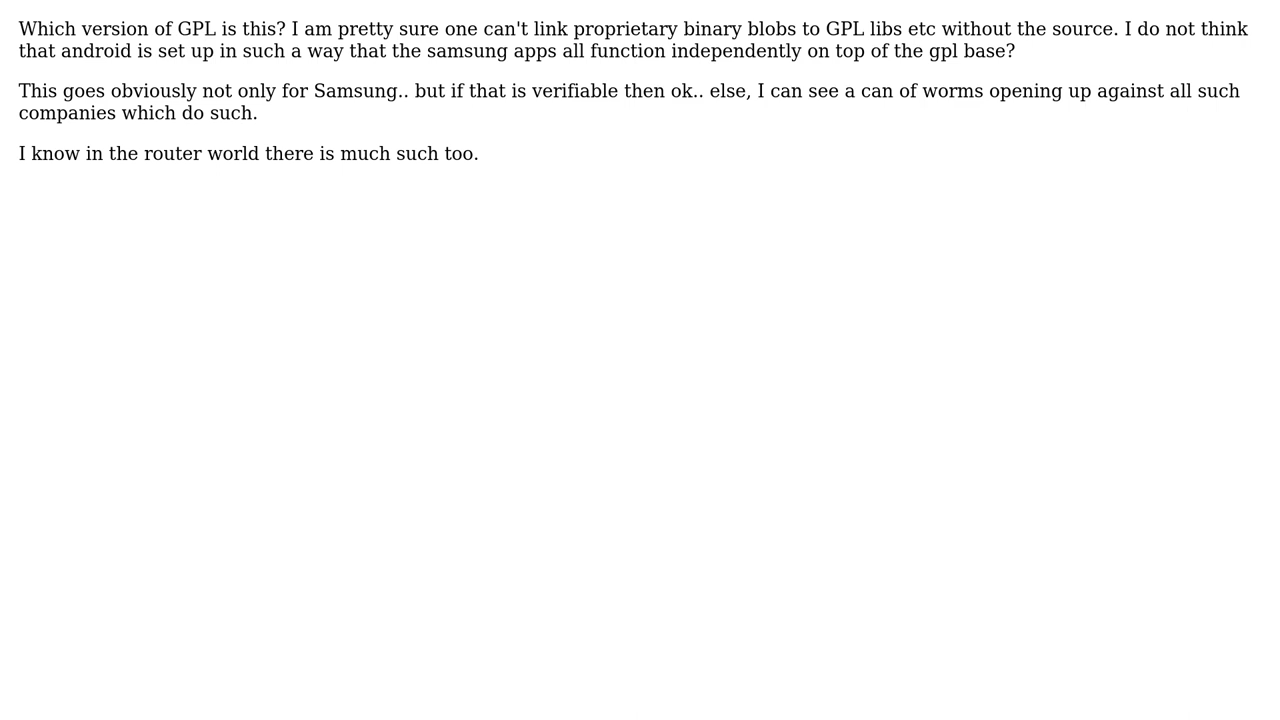 Which version of GPL is this? I am pretty sure one can't link proprietary binary blobs to GPL libs etc without the source. I do not think
that android is set up in such a way that the samsung apps all function independently on top of the gpl base?
This goes obviously not only for Samsung.. but if that is verifiable then ok.. else, I can see a can of worms opening up against all such
companies which do such.
I know in the router world there is much such too.